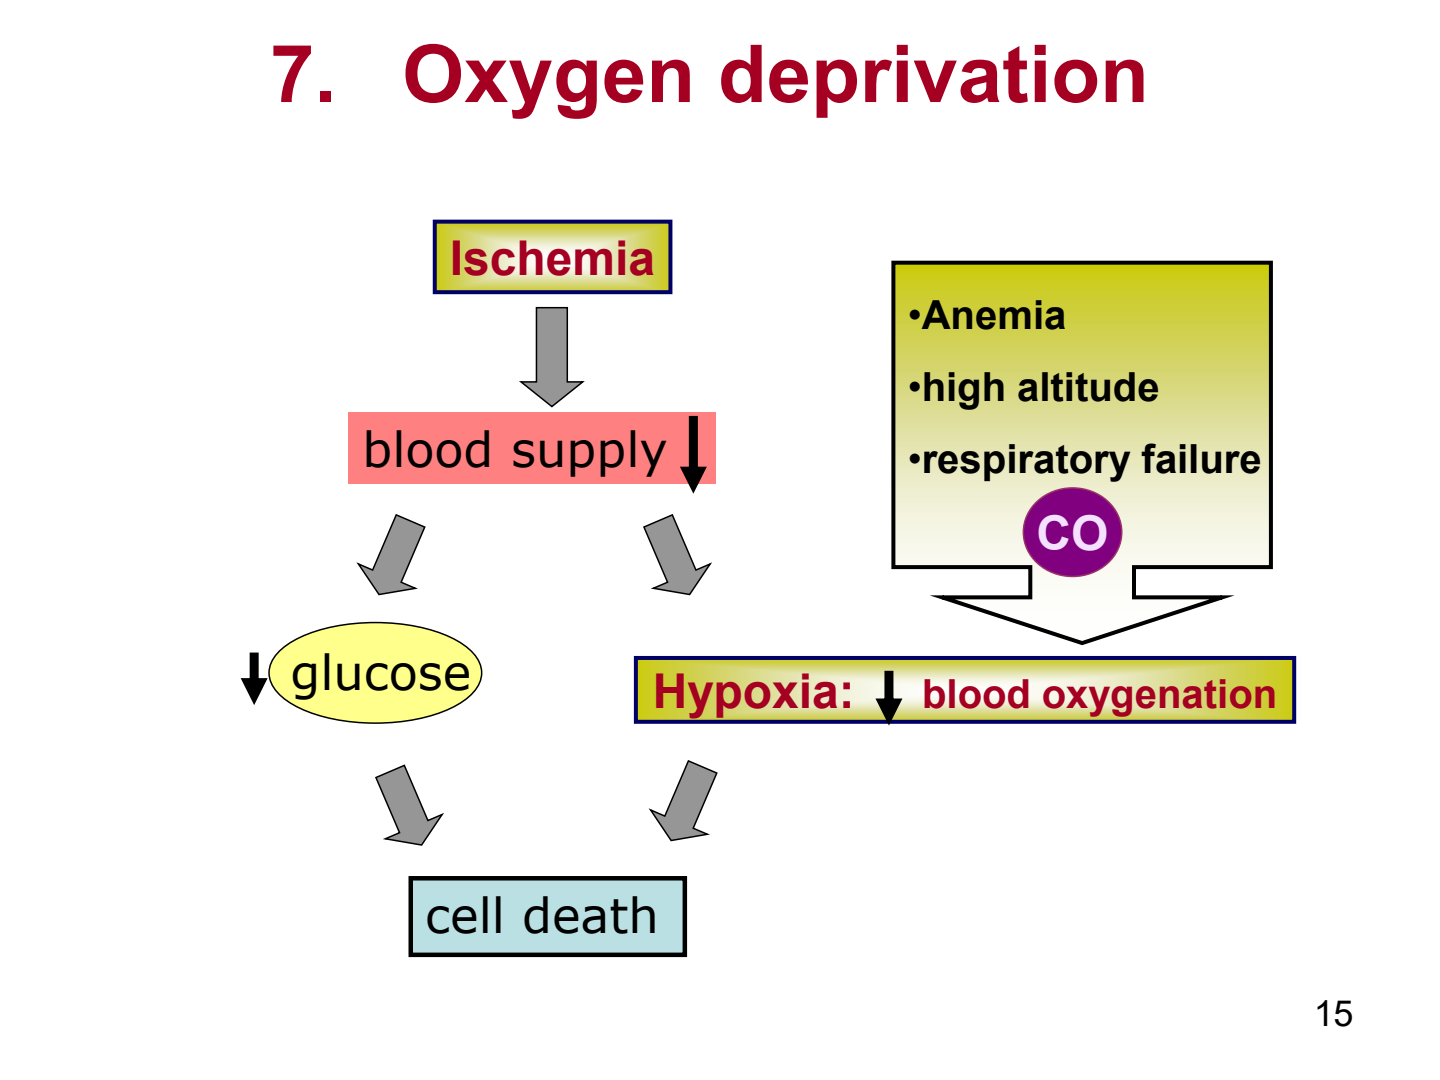 7. Oxygen deprivation
Ischemia
•Anemia
•high altitude
blood supply
•respiratory failure
CO
glucose
Hypoxia: blood oxygenation
cell death
15